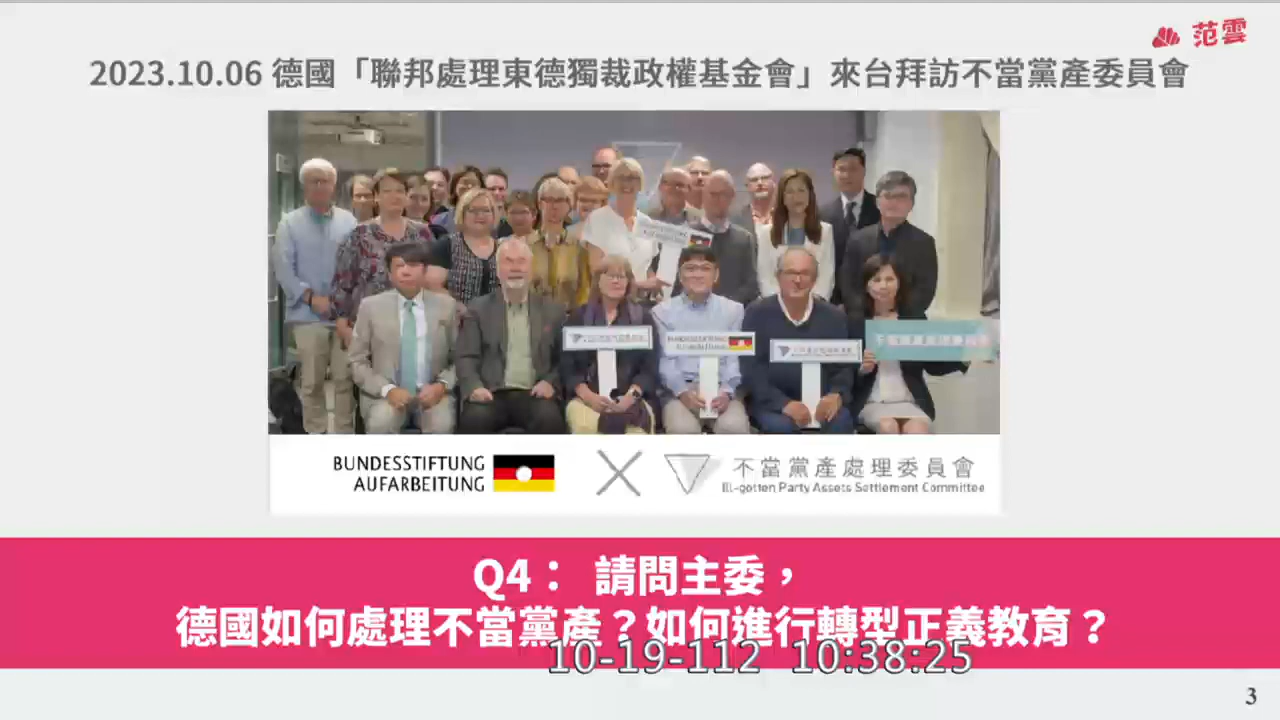 范雲
2023.10.06 德國「聯邦處理東德獨裁政權基金會」來台拜訪不當黨產委員會
BUNDESSTIFTUNG
AUFARBEITUNG
不當黨產處理委員會
Ill-gotten Party Assets Settlement Committee
Q4： 請問主委，
德國如何處理不當黨產？如何進行轉型正義教育？
10-19-112 10:38:25
3